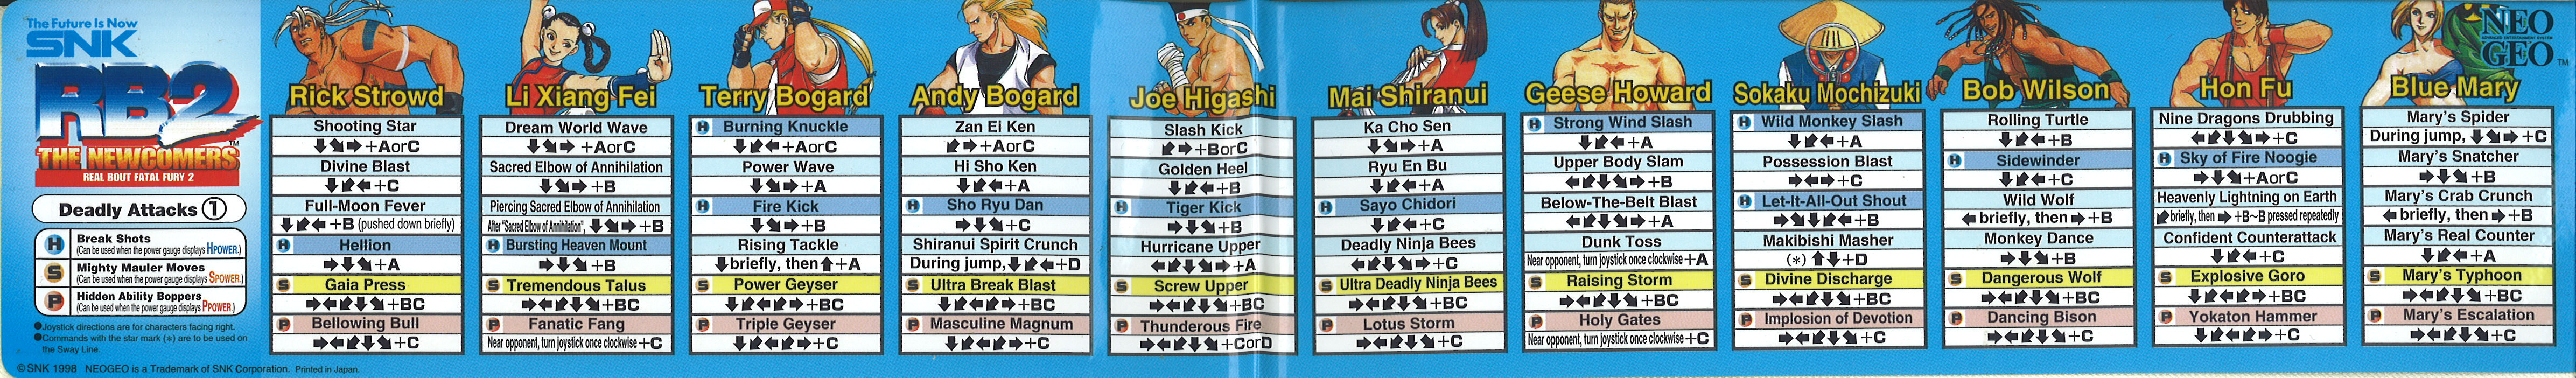 The Future Is Now
SNK
RB2
THE NEWCOMERS™
REAL BOUT FATAL FURY 2
Deadly Attacks ①
H Break Shots
(Can be used when the power gauge displays HPOWER.)
S Mighty Mauler Moves
(Can be used when the power gauge displays SPOWER.)
P Hidden Ability Boppers
(Can be used when the power gauge displays PPOWER.)
●Joystick directions are for characters facing right.
●Commands with the star mark (*) are to be used
on the Sway Line.
©SNK 1998 NEOGEO is a Trademark of SNK Corporation. Printed in Japan.
Rick Strowd
Shooting Star
⬇⬊➡+AorC
Divine Blast
⬇⬋⬅+C
Full-Moon Fever
⬇⬋⬅+B (pushed down briefly)
H Hellion
➡⬇⬊+A
S Gaia Press
➡⬅⬋⬇⬊+BC
P Bellowing Bull
➡⬅⬋⬇⬊+C
Li Xiang Fei
Dream World Wave
⬇⬊➡+AorC
Sacred Elbow of Annihilation
⬇⬊➡+B
Piercing Sacred Elbow of Annihilation
After "Sacred Elbow of Annihilation", ⬇⬊➡+B
H Bursting Heaven Mount
➡⬇⬊+B
S Tremendous Talus
➡⬅⬋⬇⬊+BC
P Fanatic Fang
Near opponent, turn joystick once clockwise+C
Terry Bogard
H Burning Knuckle
⬇⬋⬅+AorC
Power Wave
⬇⬊➡+A
H Fire Kick
⬇⬊➡+B
Rising Tackle
⬇briefly, then⬆+A
S Power Geyser
⬇⬋⬅⬋➡+BC
P Triple Geyser
⬇⬋⬅⬋➡+C
Andy Bogard
Zan Ei Ken
⬋➡+AorC
Hi Sho Ken
⬇⬋⬅+A
H Sho Ryu Dan
➡⬇⬊+C
Shiranui Spirit Crunch
During jump,⬇⬋⬅+D
S Ultra Break Blast
⬇⬋⬅⬋➡+BC
P Masculine Magnum
⬇⬋⬅⬋➡+C
Joe Higashi
Slash Kick
⬋➡+BorC
Golden Heel
⬇⬋⬅+B
H Tiger Kick
➡⬇⬊+B
Hurricane Upper
⬅⬋⬇⬊➡+A
S Screw Upper
➡⬅⬋⬇⬊+BC
P Thunderous Fire
➡⬅⬋⬇⬊+CorD
Mai Shiranui
Ka Cho Sen
⬇⬊➡+A
Ryu En Bu
⬇⬋⬅+A
H Sayo Chidori
⬇⬋⬅+C
Deadly Ninja Bees
⬅⬋⬇⬊➡+C
S Ultra Deadly Ninja Bees
➡⬅⬋⬇⬊+BC
P Lotus Storm
➡⬅⬋⬇⬊+C
Geese Howard
H Strong Wind Slash
⬇⬋⬅+A
Upper Body Slam
⬅⬋⬇⬊➡+B
Below-The-Belt Blast
⬅⬋⬇⬊➡+A
Dunk Toss
Near opponent, turn joystick once clockwise+A
S Raising Storm
➡⬅⬋⬇⬊+BC
P Holy Gates
Near opponent, turn joystick once clockwise+C
Sokaku Mochizuki
H Wild Monkey Slash
⬇⬋⬅+A
Possession Blast
➡⬅➡+C
H Let-It-All-Out Shout
➡⬊⬇⬋⬅+B
Makibishi Masher
(*) ⬆⬇+D
S Divine Discharge
➡⬅⬋⬇⬊+BC
P Implosion of Devotion
➡⬅⬋⬇⬊+C
Bob Wilson
Rolling Turtle
⬇⬋⬅+B
H Sidewinder
⬇⬋⬅+C
Wild Wolf
⬅briefly, then➡+B
Monkey Dance
➡⬇⬊+B
S Dangerous Wolf
➡⬅⬋⬇⬊+BC
P Dancing Bison
➡⬅⬋⬇⬊+C
Hon Fu
Nine Dragons Drubbing
⬅⬋⬇⬊➡+C
H Sky of Fire Noogie
➡⬇⬊+AorC
Heavenly Lightning on Earth
⬋briefly, then ➡+B~B pressed repeatedly
Confident Counterattack
⬇⬋⬅+C
S Explosive Goro
⬇⬋⬅⬋➡+BC
P Yokaton Hammer
⬇⬋⬅⬋➡+C
Blue Mary
NEO
ADVANCED ENTERTAINMENT SYSTEM
GEO™
Mary's Spider
During jump, ⬇⬊➡+C
Mary's Snatcher
➡⬇⬊+B
Mary's Crab Crunch
⬅briefly, then➡+B
Mary's Real Counter
⬇⬋⬅+A
S Mary's Typhoon
➡⬅⬋⬇⬊+BC
P Mary's Escalation
➡⬅⬋⬇⬊+C